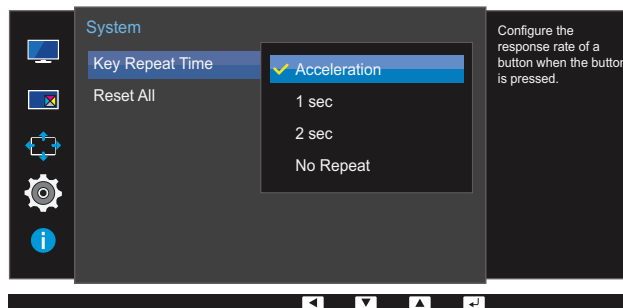 System
Key Repeat Time
Reset All
Acceleration
1 sec
2 sec
No Repeat
Configure the
response rate of a
button when the button
is pressed.